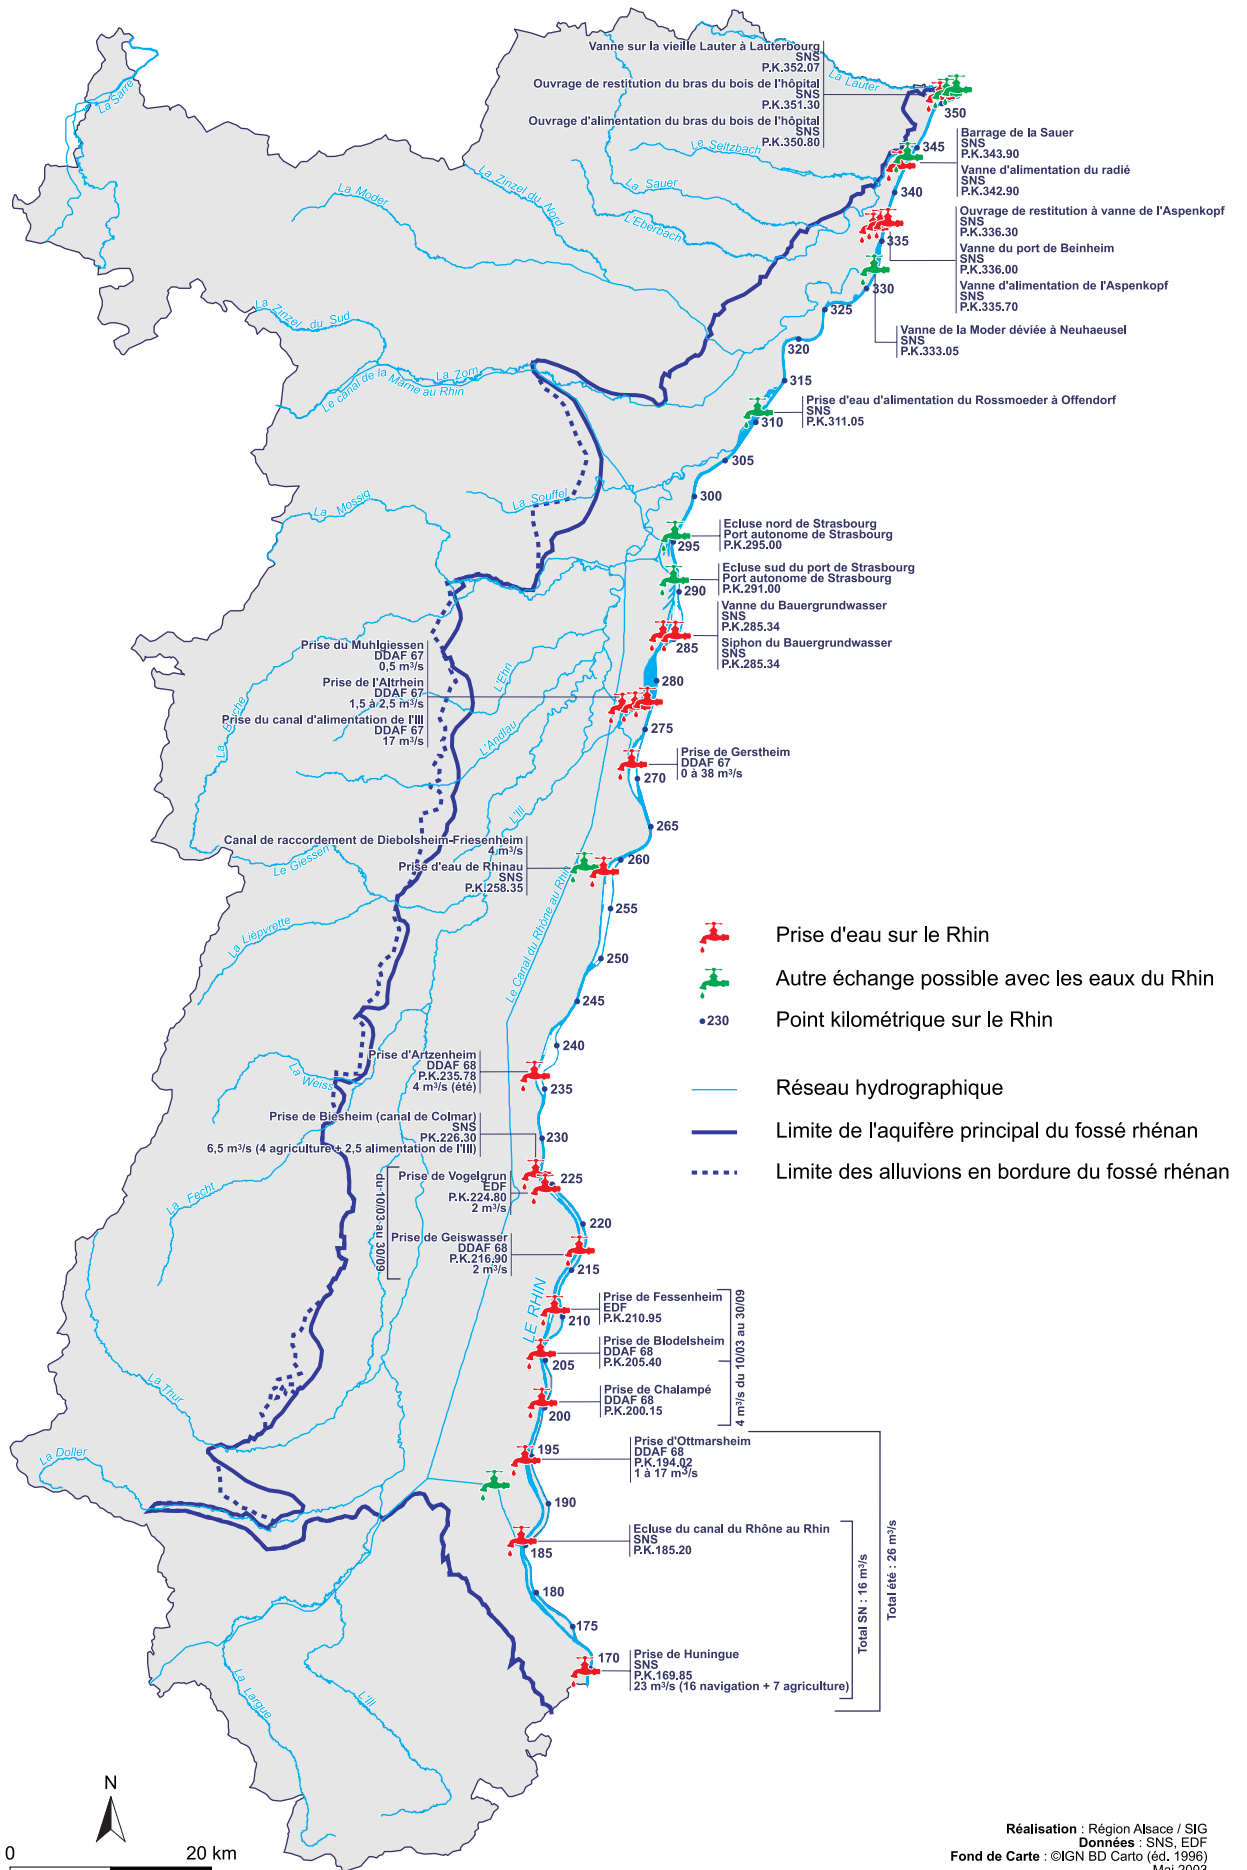 Vanne sur la vieille Lauter à Lauterbourg
SNS
P.K.352.07
Ouvrage de restitution du bras du bois de l'hôpital
SNS
P.K.351.30
Ouvrage d'alimentation du bras du bois de l'hôpital
SNS
P.K.350.80
La Lauter
350
La Sarre
345
Barrage de la Sauer
SNS
P.K.343.90
Vanne d'alimentation du radié
SNS
P.K.342.90
340
Le Seltzbach
La Sauer
L'Eberbach
La Zinzel du Nord
La Moder
Ouvrage de restitution à vanne de l'Aspenkopf
SNS
P.K.336.30
Vanne du port de Beinheim
SNS
P.K.336.00
Vanne d'alimentation de l'Aspenkopf
SNS
P.K.335.70
335
330
325
Vanne de la Moder déviée à Neuhaeusel
SNS
P.K.333.05
320
315
La Zinzel du Sud
La Zorn
Le canal de la Marne au Rhin
Prise d'eau d'alimentation du Rossmoeder à Offendorf
SNS
P.K.311.05
310
305
300
La Souffel
La Mossig
Ecluse nord de Strasbourg
Port autonome de Strasbourg
P.K.295.00
295
Ecluse sud du port de Strasbourg
Port autonome de Strasbourg
P.K.291.00
290
Vanne du Bauergrundwasser
SNS
P.K.285.34
Siphon du Bauergrundwasser
SNS
P.K.285.34
285
280
Prise du Muhlgiessen
DDAF 67
0,5 m³/s
Prise de l'Altrhein
DDAF 67
1,5 à 2,5 m³/s
Prise du canal d'alimentation de l'Ill
DDAF 67
17 m³/s
La Bruche
L'Ehn
L'Andlau
L'Ill
275
Prise de Gerstheim
DDAF 67
0 à 38 m³/s
270
265
260
Canal de raccordement de Diebolsheim-Friesenheim
4 m³/s
Prise d'eau de Rhinau
SNS
P.K.258.35
Le Giessen
La Liépvrette
Le Canal du Rhône au Rhin
255
250
245
240
Prise d'eau sur le Rhin
Autre échange possible avec les eaux du Rhin
230
Point kilométrique sur le Rhin
Réseau hydrographique
Limite de l'aquifère principal du fossé rhénan
Limite des alluvions en bordure du fossé rhénan
Prise d'Artzenheim
DDAF 68
P.K.235.78
4 m³/s (été)
235
La Weiss
Prise de Biesheim (canal de Colmar)
SNS
PK.226.30
6,5 m³/s (4 agriculture + 2,5 alimentation de l'Ill)
230
225
Prise de Vogelgrun
EDF
P.K.224.80
2 m³/s
Prise de Geiswasser
DDAF 68
P.K.216.90
2 m³/s
du 10/03 au 30/09
La Fecht
220
215
LE RHIN
Prise de Fessenheim
EDF
P.K.210.95
210
Prise de Blodelsheim
DDAF 68
P.K.205.40
205
Prise de Chalampé
DDAF 68
P.K.200.15
200
4 m³/s du 10/03 au 30/09
La Thur
La Doller
195
Prise d'Ottmarsheim
DDAF 68
P.K.194.02
1 à 17 m³/s
190
Ecluse du canal du Rhône au Rhin
SNS
P.K.185.20
185
180
175
170
Prise de Huningue
SNS
P.K.169.85
23 m³/s (16 navigation + 7 agriculture)
Total SN : 16 m³/s
Total été : 26 m³/s
La Largue
L'Ill
N
0
20 km
Réalisation : Région Alsace / SIG
Données : SNS, EDF
Fond de Carte : ©IGN BD Carto (éd. 1996)
Mai 2003